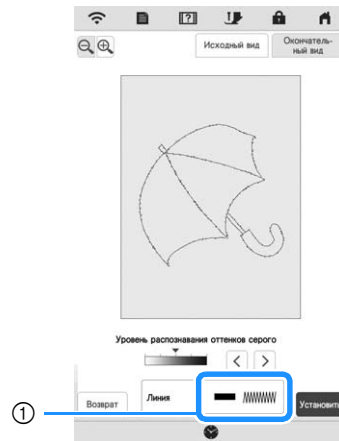 Исходный вид
Окончатель-
ный вид
Уровень распознавания оттенков серого
Возврат
Линия
Установить
①